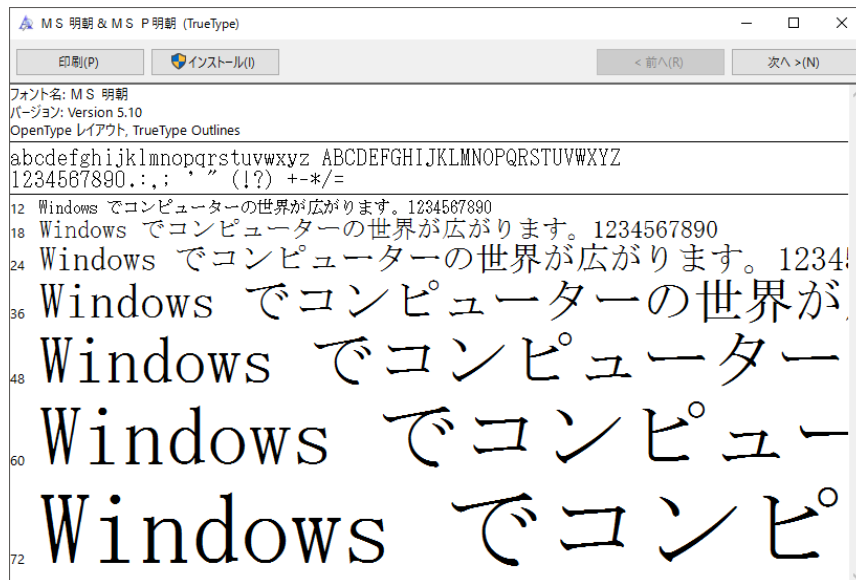 MS 明朝 & MS P明朝 (TrueType)
印刷(P) インストール(I) < 前へ(R) 次へ >(N)
フォント名: MS 明朝
バージョン: Version 5.10
OpenType レイアウト, TrueType Outlines
abcdefghijklmnopqrstuvwxyz ABCDEFGHIJKLMNOPQRSTUVWXYZ
1234567890.:,; ' " (!?) +-*/=
12 Windows でコンピューターの世界が広がります。1234567890
18 Windows でコンピューターの世界が広がります。1234567890
24 Windows でコンピューターの世界が広がります。1234
36 Windows でコンピューターの世界が
48 Windows でコンピューター
60 Windows でコンピュー
72 Windows でコンピ